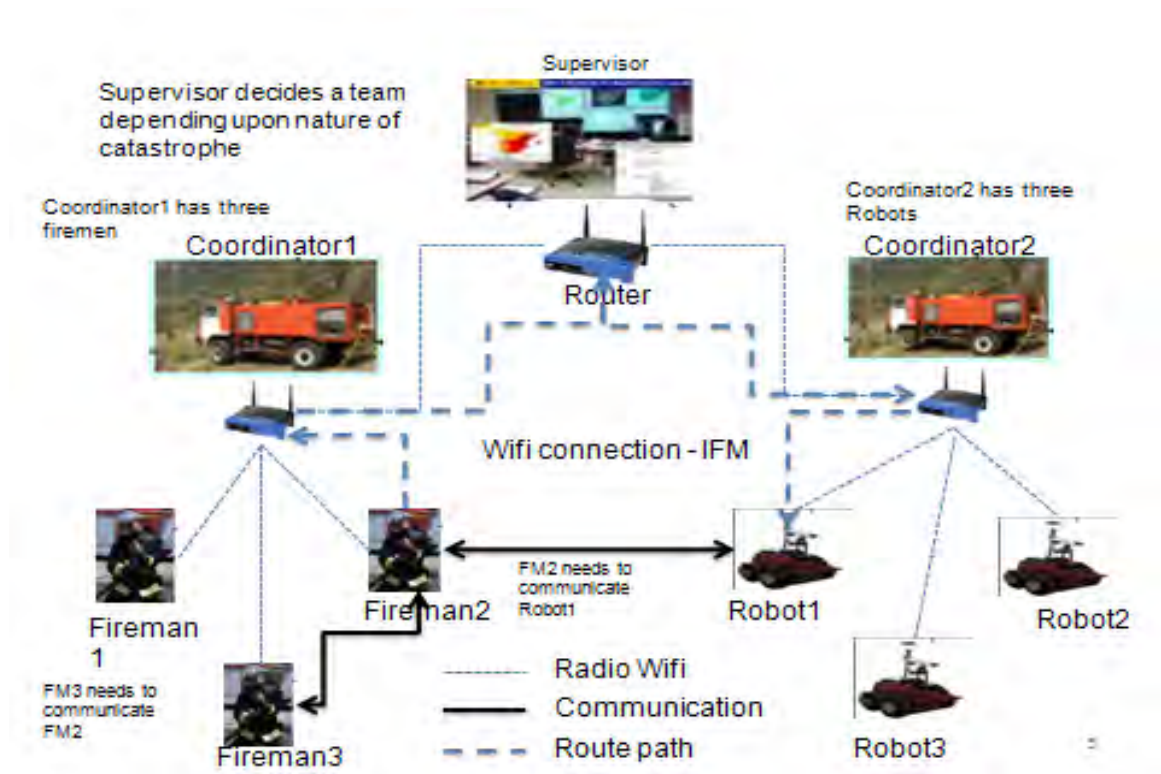 Supervisor
Supervisor decides a team
depending upon nature of
catastrophe
Coordinator1 has three
firemen
Coordinator1
Coordinator2 has three
Robots
Coordinator2
Router
Wifi connection - IFM
FM2 needs to
communicate
Robot1
Fireman
1
Fireman2
Robot1
Robot2
FM3 needs to
communicate
FM2
Fireman3
Robot3
Radio Wifi
Communication
Route path